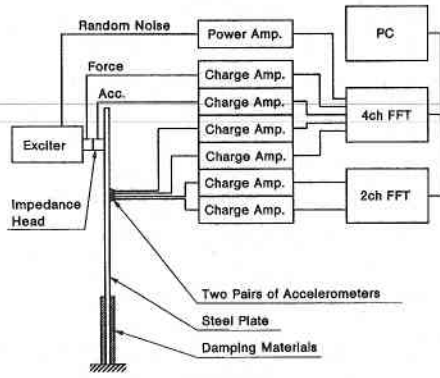 Random Noise
Power Amp.
PC
Force
Charge Amp.
Acc.
Charge Amp.
4ch FFT
Charge Amp.
Exciter
Charge Amp.
Impedance
Head
Charge Amp.
2ch FFT
Charge Amp.
Two Pairs of Accelerometers
Steel Plate
Damping Materials